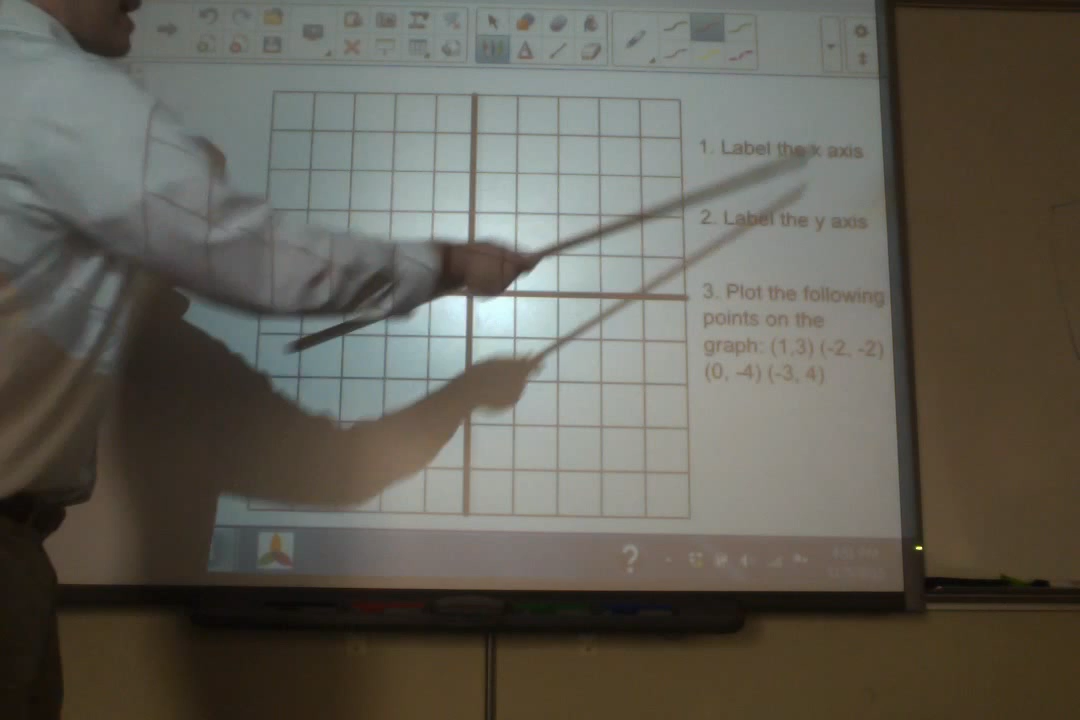 1. Label the x axis
2. Label the y axis
3. Plot the following
points on the
graph: (1,3) (-2, -2)
(0, -4) (-3, 4)
?